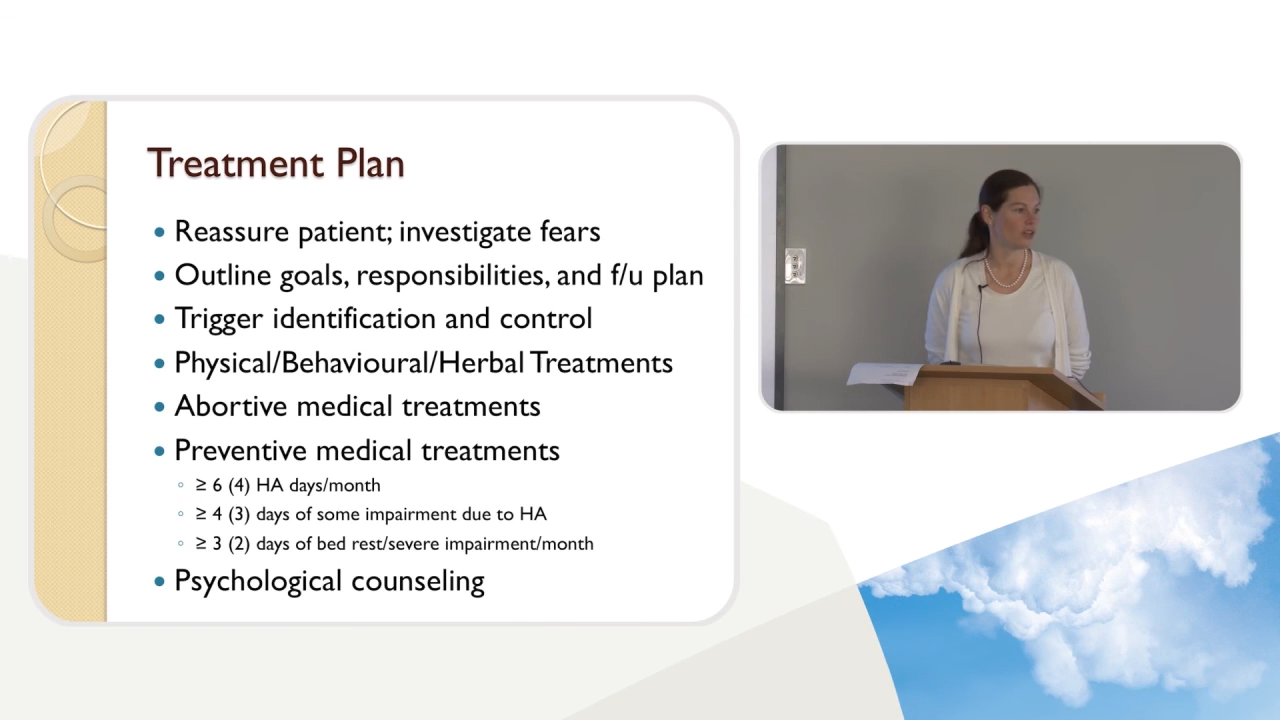 Treatment Plan
• Reassure patient; investigate fears
• Outline goals, responsibilities, and f/u plan
• Trigger identification and control
• Physical/Behavioural/Herbal Treatments
• Abortive medical treatments
• Preventive medical treatments
◦ ≥ 6 (4) HA days/month
◦ ≥ 4 (3) days of some impairment due to HA
◦ ≥ 3 (2) days of bed rest/severe impairment/month
• Psychological counseling